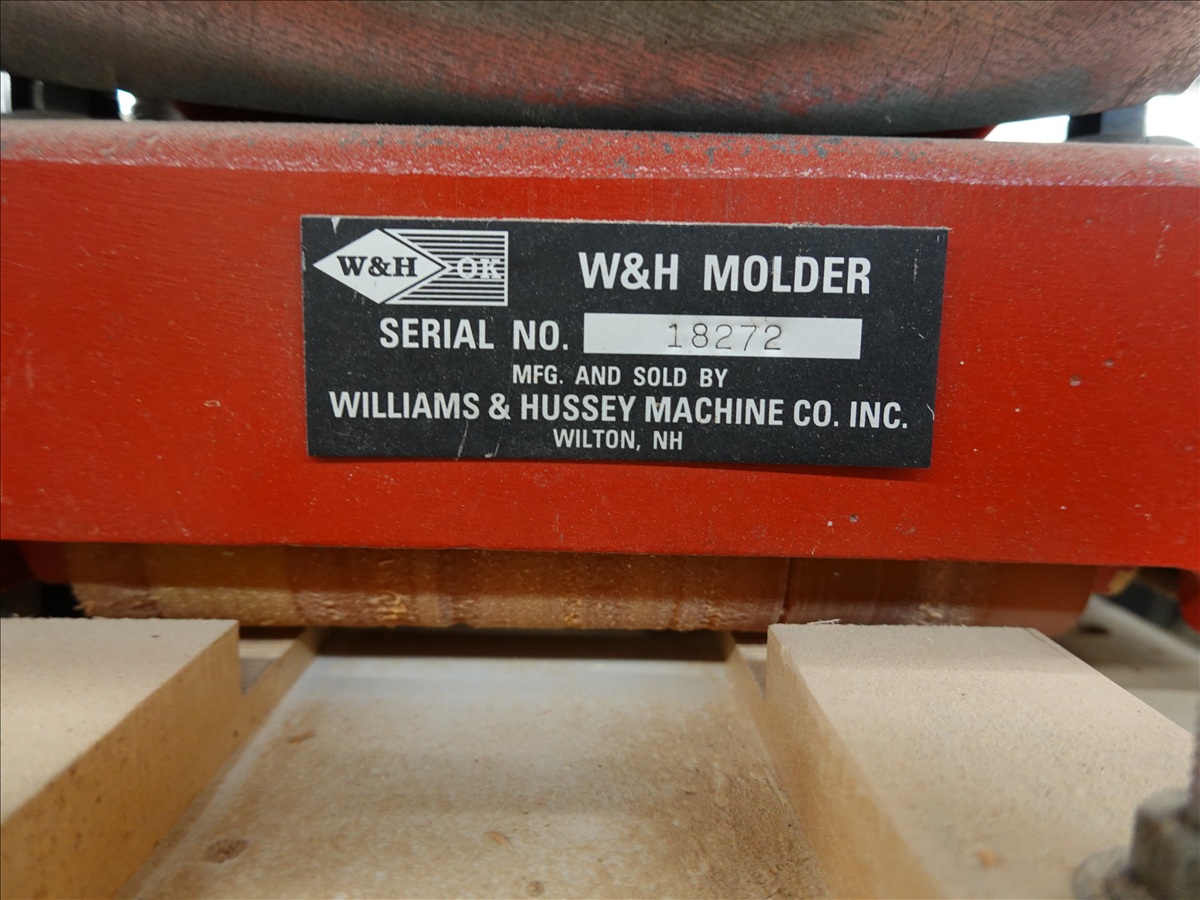 W&H OK
W&H MOLDER
SERIAL NO. 18272
MFG. AND SOLD BY
WILLIAMS & HUSSEY MACHINE CO. INC.
WILTON, NH